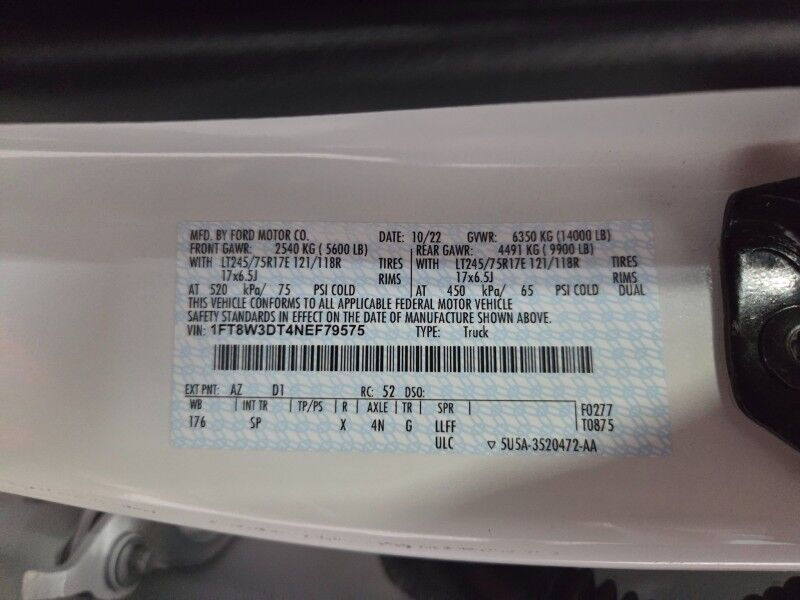 MFD. BY FORD MOTOR CO. DATE: 10/22 GVWR: 6350 KG (14000 LB)
FRONT GAWR: 2540 KG ( 5600 LB) REAR GAWR: 4491 KG ( 9900 LB)
WITH LT245/75R17E 121/118R TIRES WITH LT245/75R17E 121/118R TIRES
17x6.5J RIMS 17x6.5J RIMS
AT 520 kPa/ 75 PSI COLD AT 450 kPa/ 65 PSI COLD DUAL
THIS VEHICLE CONFORMS TO ALL APPLICABLE FEDERAL MOTOR VEHICLE
SAFETY STANDARDS IN EFFECT ON THE DATE OF MANUFACTURE SHOWN ABOVE.
VIN: 1FT8W3DT4NEF79575 TYPE: Truck
EXT PNT: AZ D1 RC: 52 DSO:
WB INT TR TP/PS R AXLE TR SPR F0277
176 SP X 4N G LLFF T0875
ULC ▽ 5U5A-3520472-AA